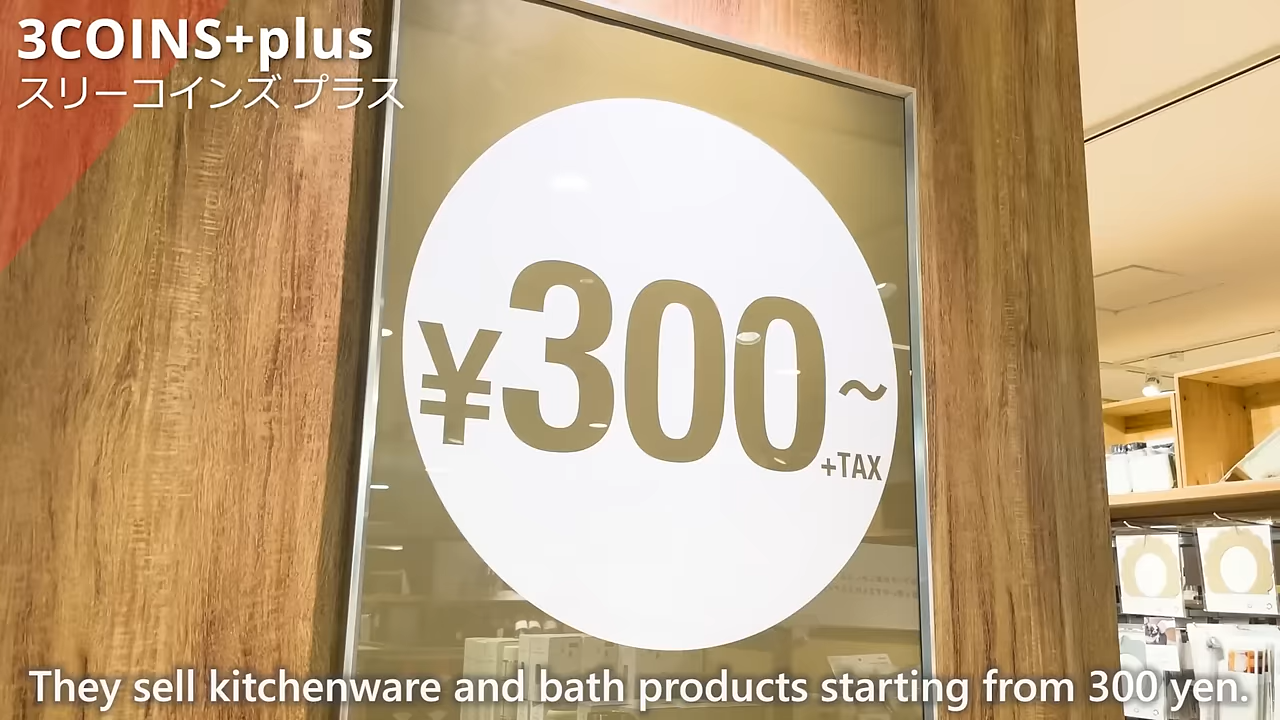 3COINS+plus
スリーコインズ プラス
¥300~
+TAX
They sell kitchenware and bath products starting from 300 yen.